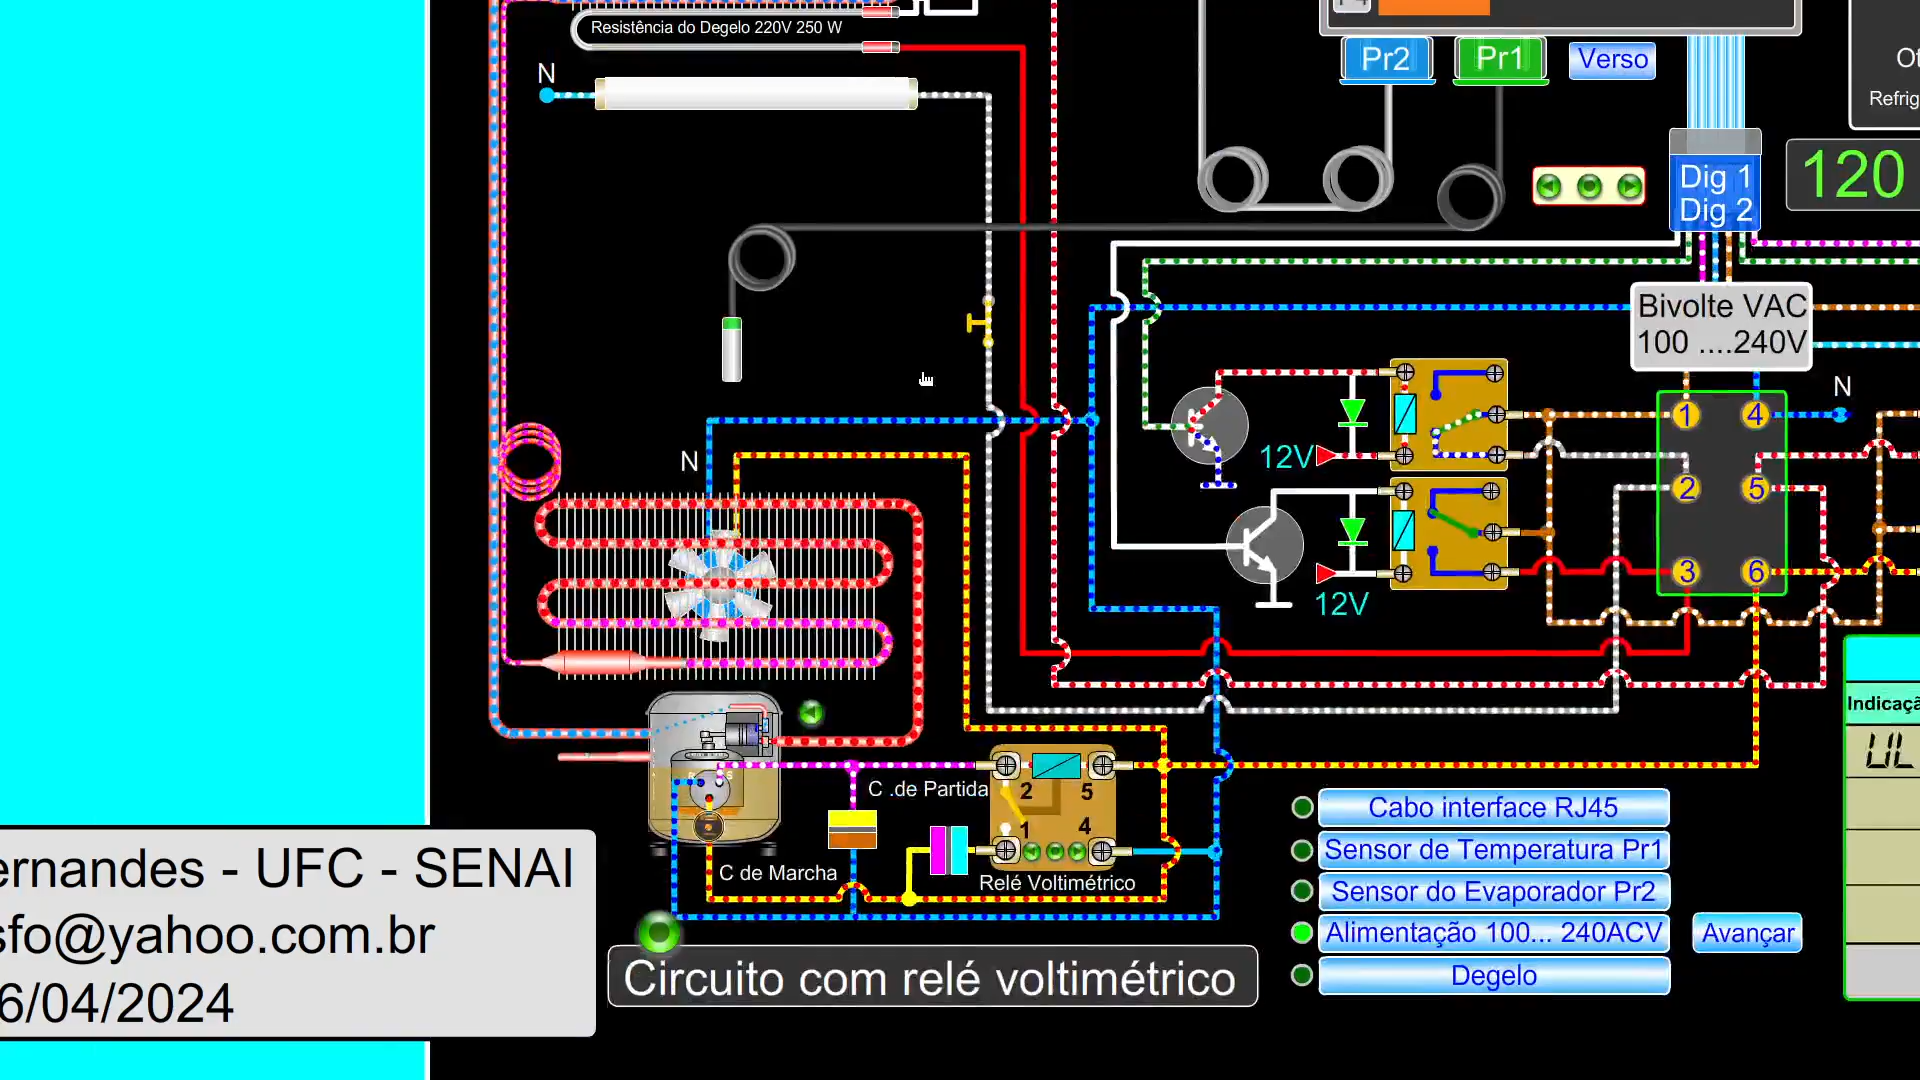 Resistência do Degelo 220V 250 W
Pr2
Pr1
Verso
N
Refrig
Dig 1
Dig 2
120
Bivolte VAC
100 ....240V
N
1
4
2
5
3
6
12V
12V
N
Indicaçã
UL
R
S
C .de Partida
2
5
1
4
C de Marcha
Relé Voltimétrico
Cabo interface RJ45
Sensor de Temperatura Pr1
Sensor do Evaporador Pr2
Alimentação 100... 240ACV
Avançar
Degelo
ernandes - UFC - SENAI
sfo@yahoo.com.br
6/04/2024
Circuito com relé voltimétrico